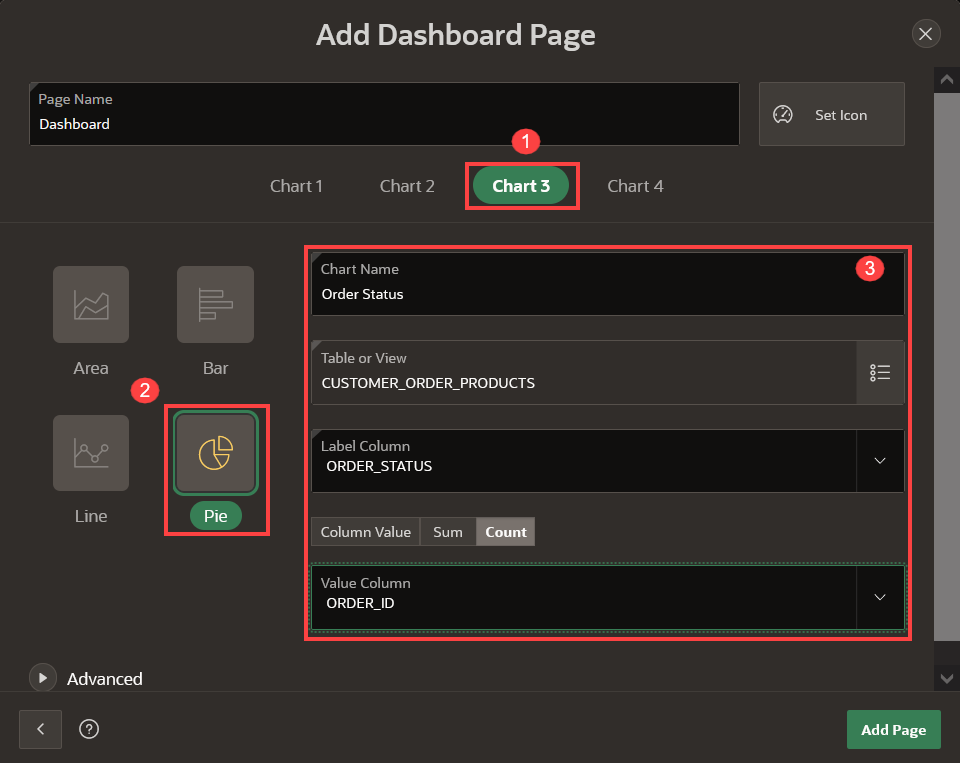 Add Dashboard Page
Page Name
Dashboard
Set Icon
1
Chart 1
Chart 2
Chart 3
Chart 4
Area
Bar
2
Line
Pie
3
Chart Name
Order Status
Table or View
CUSTOMER_ORDER_PRODUCTS
Label Column
ORDER_STATUS
Column Value
Sum
Count
Value Column
ORDER_ID
Advanced
?
Add Page